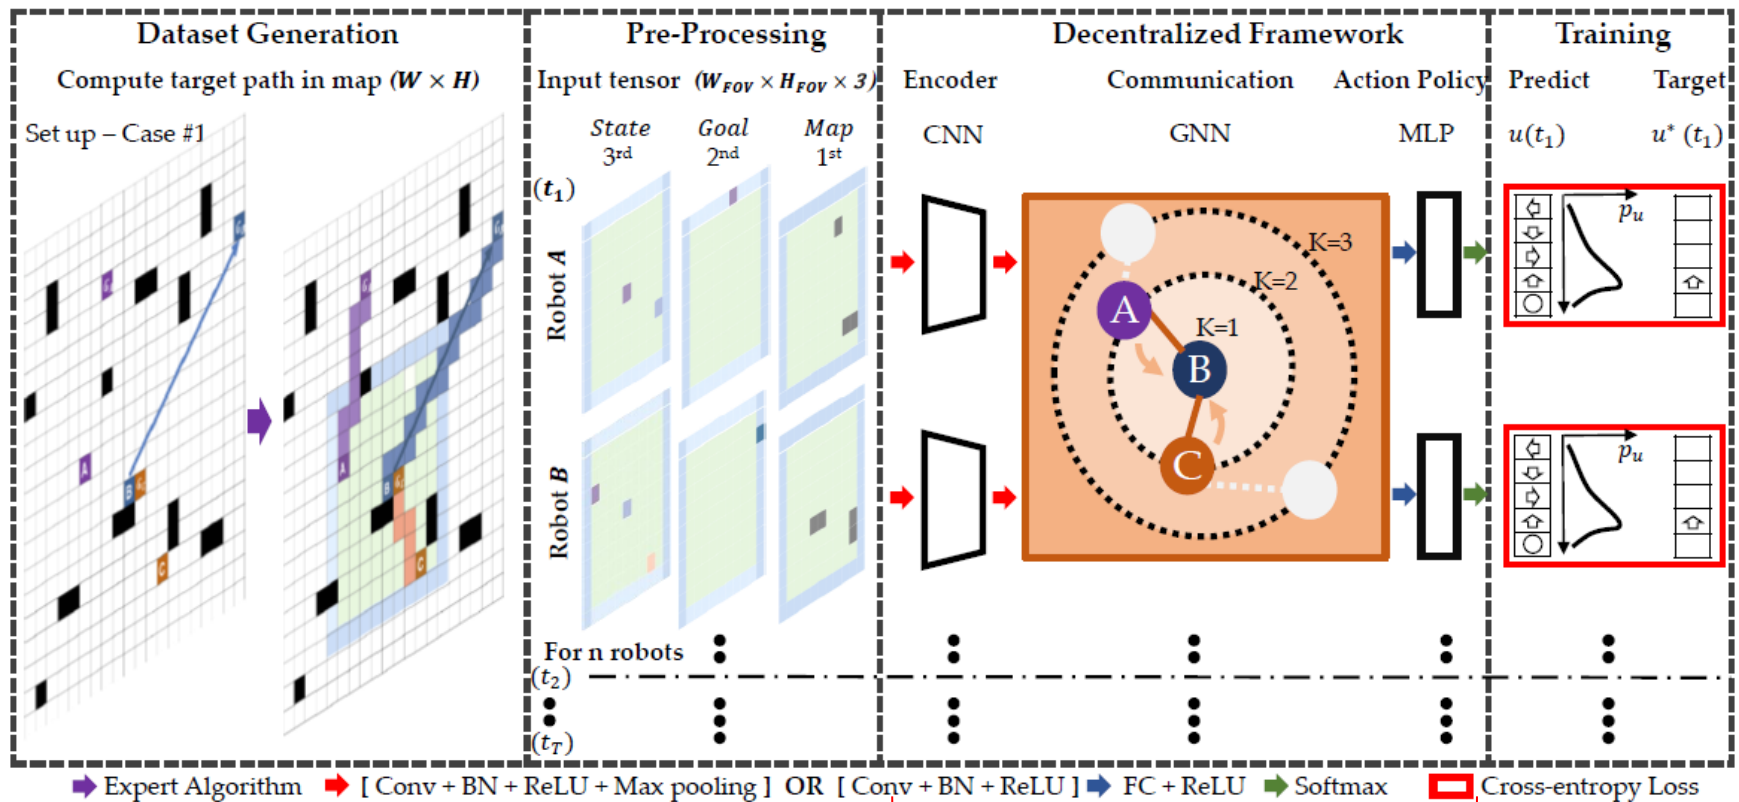 Dataset Generation
Compute target path in map (W × H)
Set up – Case #1
G
A
B
G
C
G
G
A
B
G
C
Pre-Processing
Input tensor (W_FOV × H_FOV × 3)
State Goal Map
3rd 2nd 1st
(t₁)
Robot A
Robot B
For n robots
(t₂)
(t_T)
Decentralized Framework
Encoder Communication Action Policy
CNN GNN MLP
K=3
K=2
K=1
A
B
C
Training
Predict Target
u(t₁) u* (t₁)
p_u
p_u
Expert Algorithm [ Conv + BN + ReLU + Max pooling ] OR [ Conv + BN + ReLU ] FC + ReLU Softmax Cross-entropy Loss